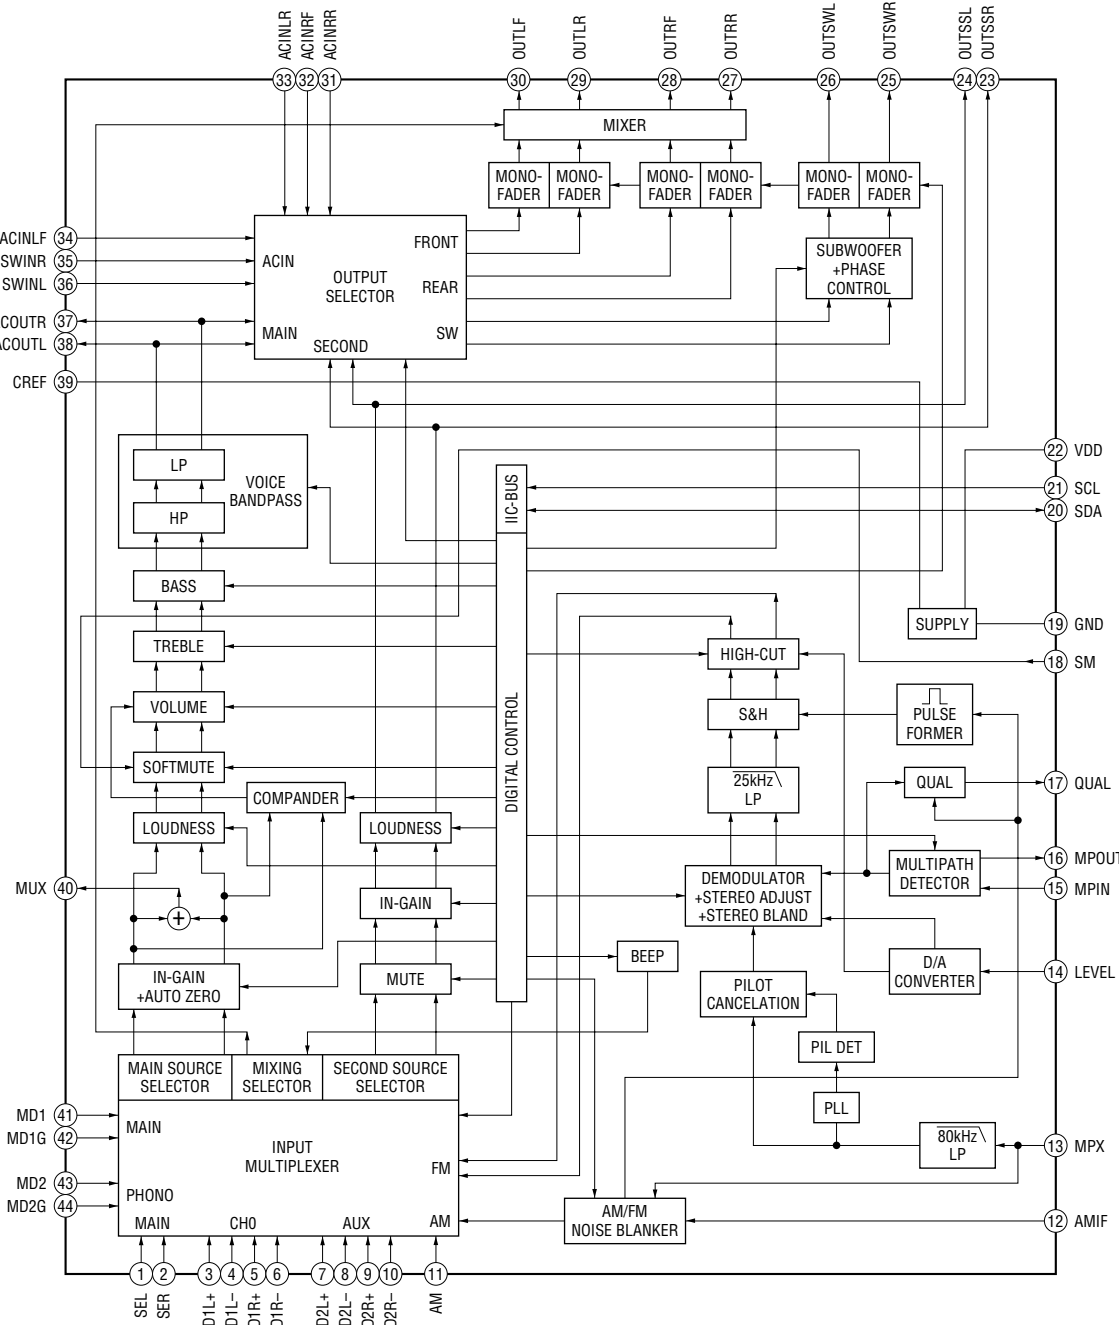 ACINLR
ACINRF
ACINRR
OUTLF
OUTLR
OUTRF
OUTRR
OUTSWL
OUTSWR
OUTSSL
OUTSSR
33
32
31
30
29
28
27
26
25
24
23
MIXER
MONO-
FADER
MONO-
FADER
MONO-
FADER
MONO-
FADER
MONO-
FADER
MONO-
FADER
ACINLF 34
SWINR 35
SWINL 36
COUTR 37
ACOUTL 38
CREF 39
FRONT
ACIN
OUTPUT
SELECTOR
REAR
MAIN
SW
SECOND
SUBWOOFER
+PHASE
CONTROL
LP
HP
VOICE
BANDPASS
BASS
TREBLE
VOLUME
SOFTMUTE
COMPANDER
LOUDNESS
LOUDNESS
IIC-BUS
DIGITAL CONTROL
22 VDD
21 SCL
20 SDA
SUPPLY
19 GND
18 SM
HIGH-CUT
S&H
PULSE
FORMER
25kHz
LP
QUAL
17 QUAL
16 MPOUT
MULTIPATH
DETECTOR
15 MPIN
DEMODULATOR
+STEREO ADJUST
+STEREO BLAND
MUX 40
+
IN-GAIN
IN-GAIN
+AUTO ZERO
MUTE
BEEP
D/A
CONVERTER
14 LEVEL
PILOT
CANCELATION
PIL DET
PLL
80kHz
LP
13 MPX
MAIN SOURCE
SELECTOR
MIXING
SELECTOR
SECOND SOURCE
SELECTOR
MD1 41
MD1G 42
MD2 43
MD2G 44
MAIN
INPUT
MULTIPLEXER
FM
PHONO
MAIN
CH0
AUX
AM
AM/FM
NOISE BLANKER
12 AMIF
1
2
3
4
5
6
7
8
9
10
11
SEL
SER
D1L+
D1L−
D1R+
D1R−
D2L+
D2L−
D2R+
D2R−
AM